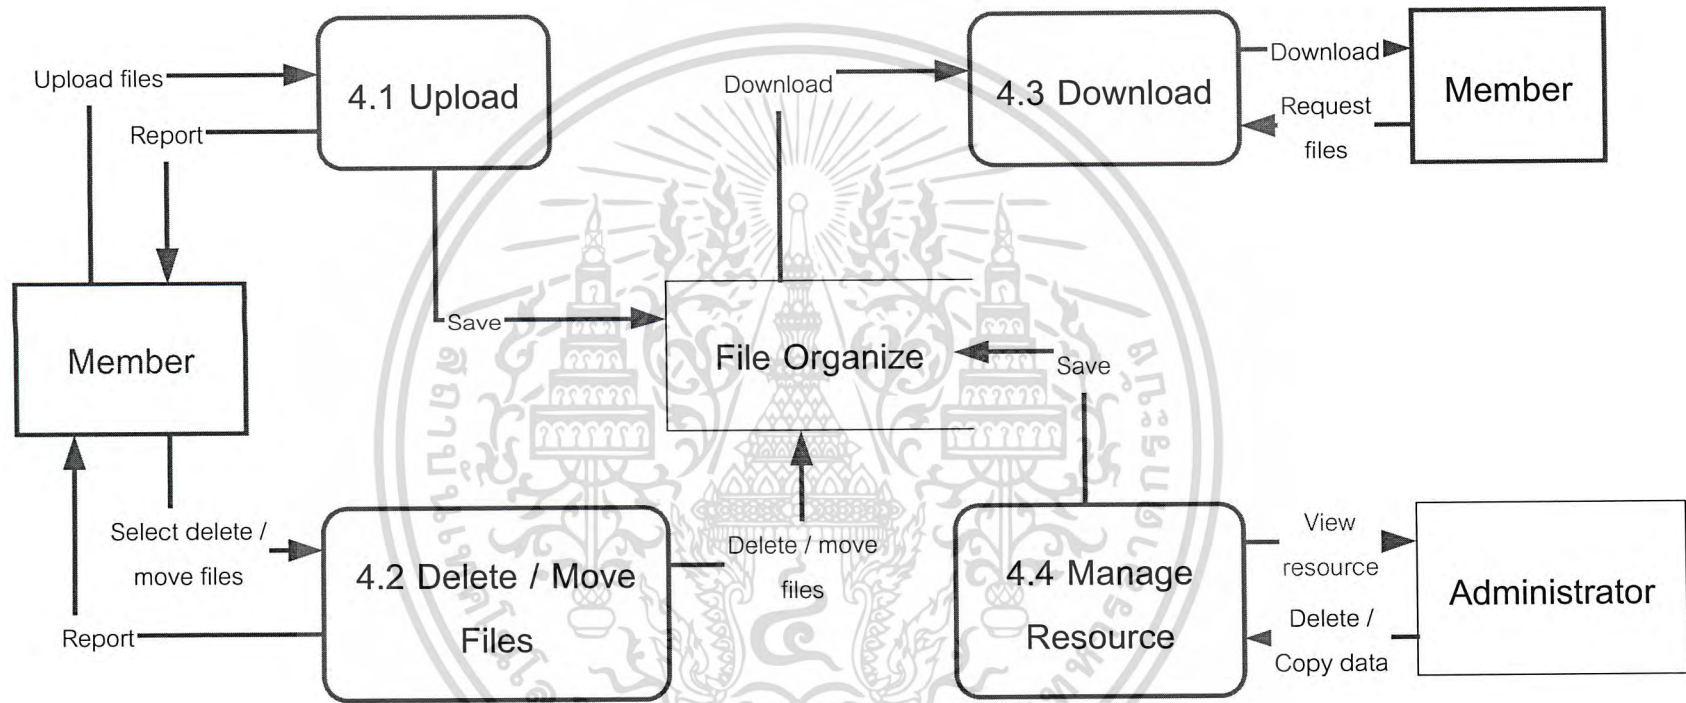 Upload files
4.1 Upload
Report
Download
4.3 Download
Download
Request
files
Member
Member
Save
File Organize
Save
Select delete /
move files
Report
4.2 Delete / Move
Files
Delete / move
files
4.4 Manage
Resource
View
resource
Delete /
Copy data
Administrator